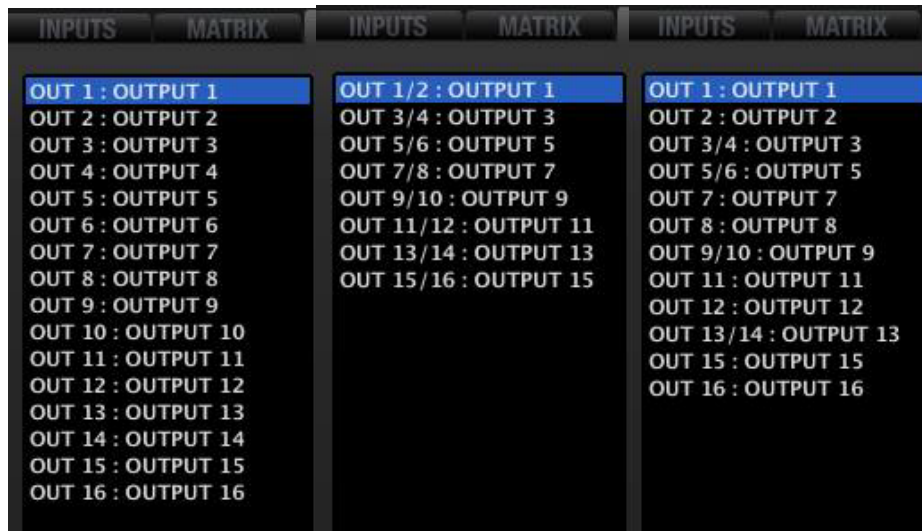 INPUTS MATRIX
OUT 1 : OUTPUT 1
OUT 2 : OUTPUT 2
OUT 3 : OUTPUT 3
OUT 4 : OUTPUT 4
OUT 5 : OUTPUT 5
OUT 6 : OUTPUT 6
OUT 7 : OUTPUT 7
OUT 8 : OUTPUT 8
OUT 9 : OUTPUT 9
OUT 10 : OUTPUT 10
OUT 11 : OUTPUT 11
OUT 12 : OUTPUT 12
OUT 13 : OUTPUT 13
OUT 14 : OUTPUT 14
OUT 15 : OUTPUT 15
OUT 16 : OUTPUT 16
INPUTS MATRIX
OUT 1/2 : OUTPUT 1
OUT 3/4 : OUTPUT 3
OUT 5/6 : OUTPUT 5
OUT 7/8 : OUTPUT 7
OUT 9/10 : OUTPUT 9
OUT 11/12 : OUTPUT 11
OUT 13/14 : OUTPUT 13
OUT 15/16 : OUTPUT 15
INPUTS MATRIX
OUT 1 : OUTPUT 1
OUT 2 : OUTPUT 2
OUT 3/4 : OUTPUT 3
OUT 5/6 : OUTPUT 5
OUT 7 : OUTPUT 7
OUT 8 : OUTPUT 8
OUT 9/10 : OUTPUT 9
OUT 11 : OUTPUT 11
OUT 12 : OUTPUT 12
OUT 13/14 : OUTPUT 13
OUT 15 : OUTPUT 15
OUT 16 : OUTPUT 16